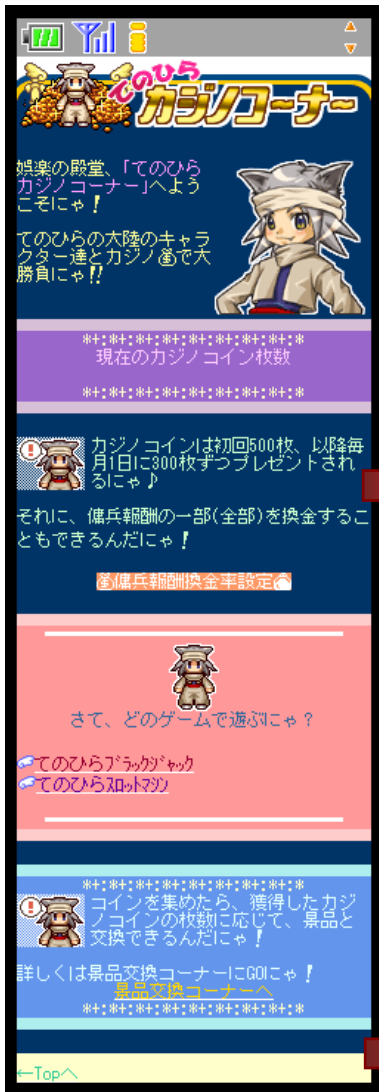 てのひら
カジノコーナー
娯楽の殿堂、「てのひら
カジノコーナー」へよう
こそにゃ！
てのひらの大陸のキャラ
クター達とカジノ💰で大
勝負にゃ!!
*+:*+:*+:*+:*+:*+:*+:*
現在のカジノコイン枚数
*+:*+:*+:*+:*+:*+:*+:*
カジノコインは初回500枚、以降毎
月1日に300枚ずつプレゼントされ
るにゃ♪
それに、傭兵報酬の一部(全部)を換金するこ
ともできるんだにゃ！
💰傭兵報酬換金率設定👛
さて、どのゲームで遊ぶにゃ？
てのひらﾌﾞﾗｯｸｼﾞｬｯｸ
てのひらｽﾛｯﾄﾏｼﾝ
*+:*+:*+:*+:*+:*+:*+:*
コインを集めたら、獲得したカジ
ノコインの枚数に応じて、景品と
交換できるんだにゃ！
詳しくは景品交換コーナーにGO!にゃ！
景品交換コーナーへ
*+:*+:*+:*+:*+:*+:*+:*
←Topへ